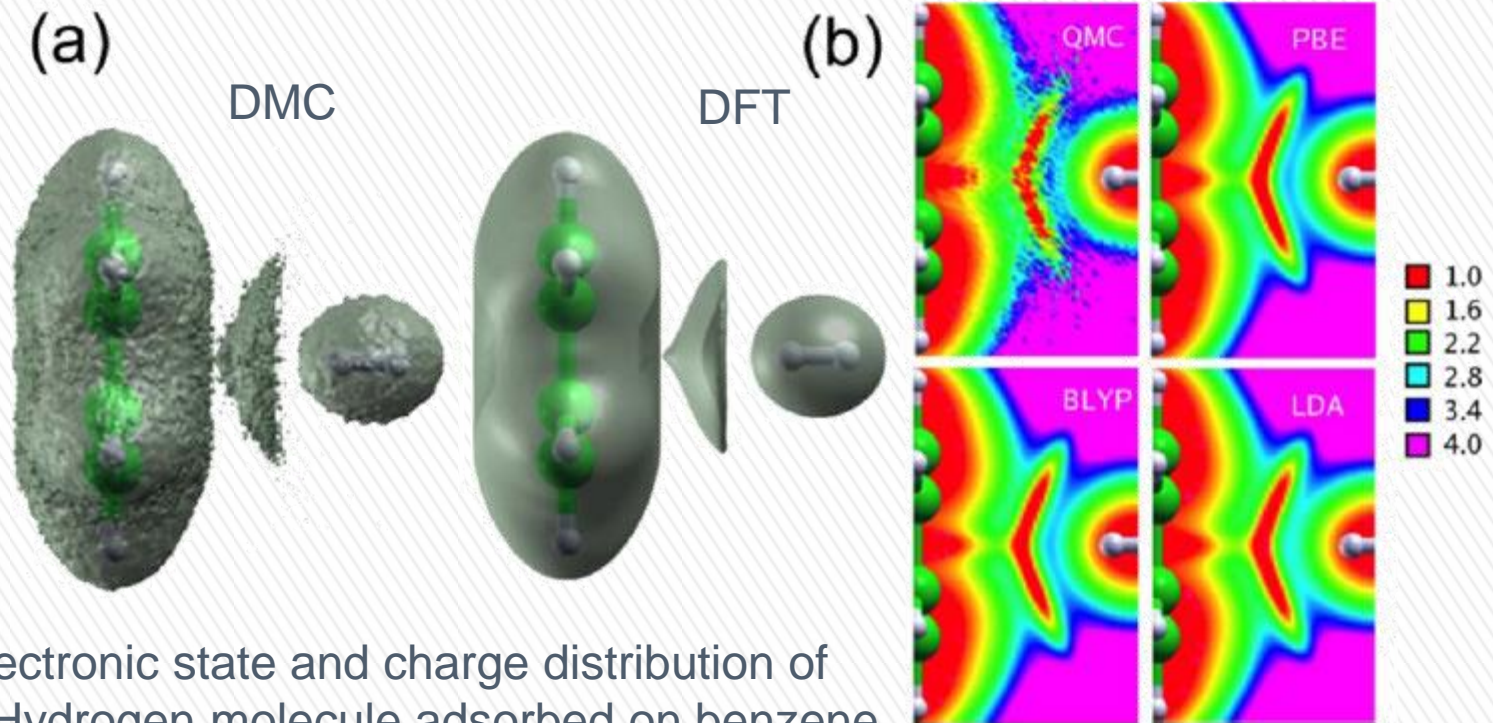 (a)
(b)
DMC
DFT
QMC
PBE
BLYP
LDA
1.0
1.6
2.2
2.8
3.4
4.0
ectronic state and charge distribution of
Hydrogen molecule adsorbed on benzene